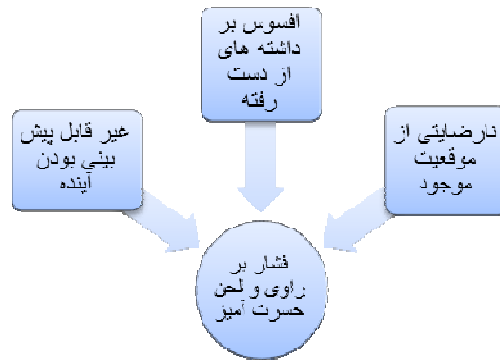 افسوس بر
داشته های
از دست
رفته
نارضایتی از
موقعیت
موجود
غیر قابل پیش
بینی بودن
آینده
فشار بر
راوی و لحن
حسرت آمیز